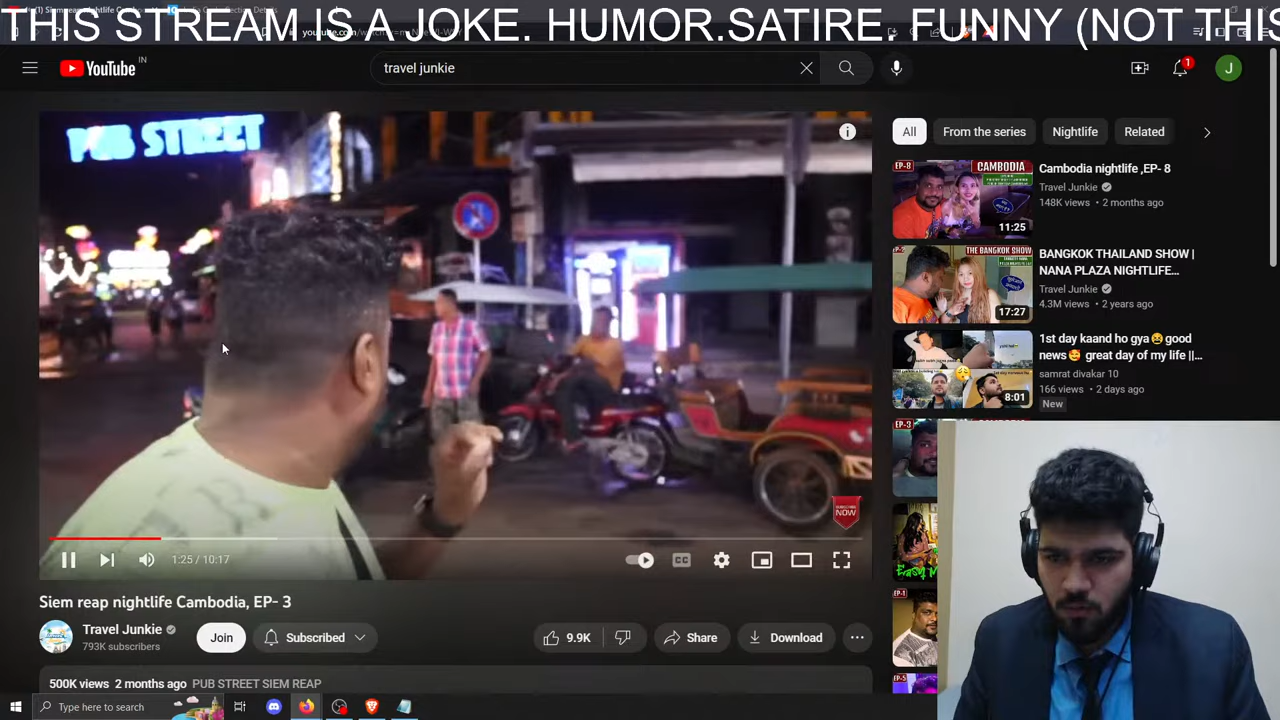 THIS STREAM IS A JOKE. HUMOR.SATIRE. FUNNY (NOT THIS
YouTube IN
travel junkie
1
J
PUB STREET
All
From the series
Nightlife
Related
EP-8
CAMBODIA
11:25
Cambodia nightlife ,EP- 8
Travel Junkie
148K views • 2 months ago
THE BANGKOK SHOW
17:27
BANGKOK THAILAND SHOW |
NANA PLAZA NIGHTLIFE...
Travel Junkie
4.3M views • 2 years ago
8:01
1st day kaand ho gya😫good
news🤩 great day of my life ||...
samrat divakar 10
166 views • 2 days ago
New
EP-3
EP-1
EP-5
SUBSCRIBE
NOW
1:25 / 10:17
CC
Siem reap nightlife Cambodia, EP- 3
Travel Junkie
793K subscribers
Join
Subscribed
9.9K
Share
Download
500K views 2 months ago PUB STREET SIEM REAP
Type here to search